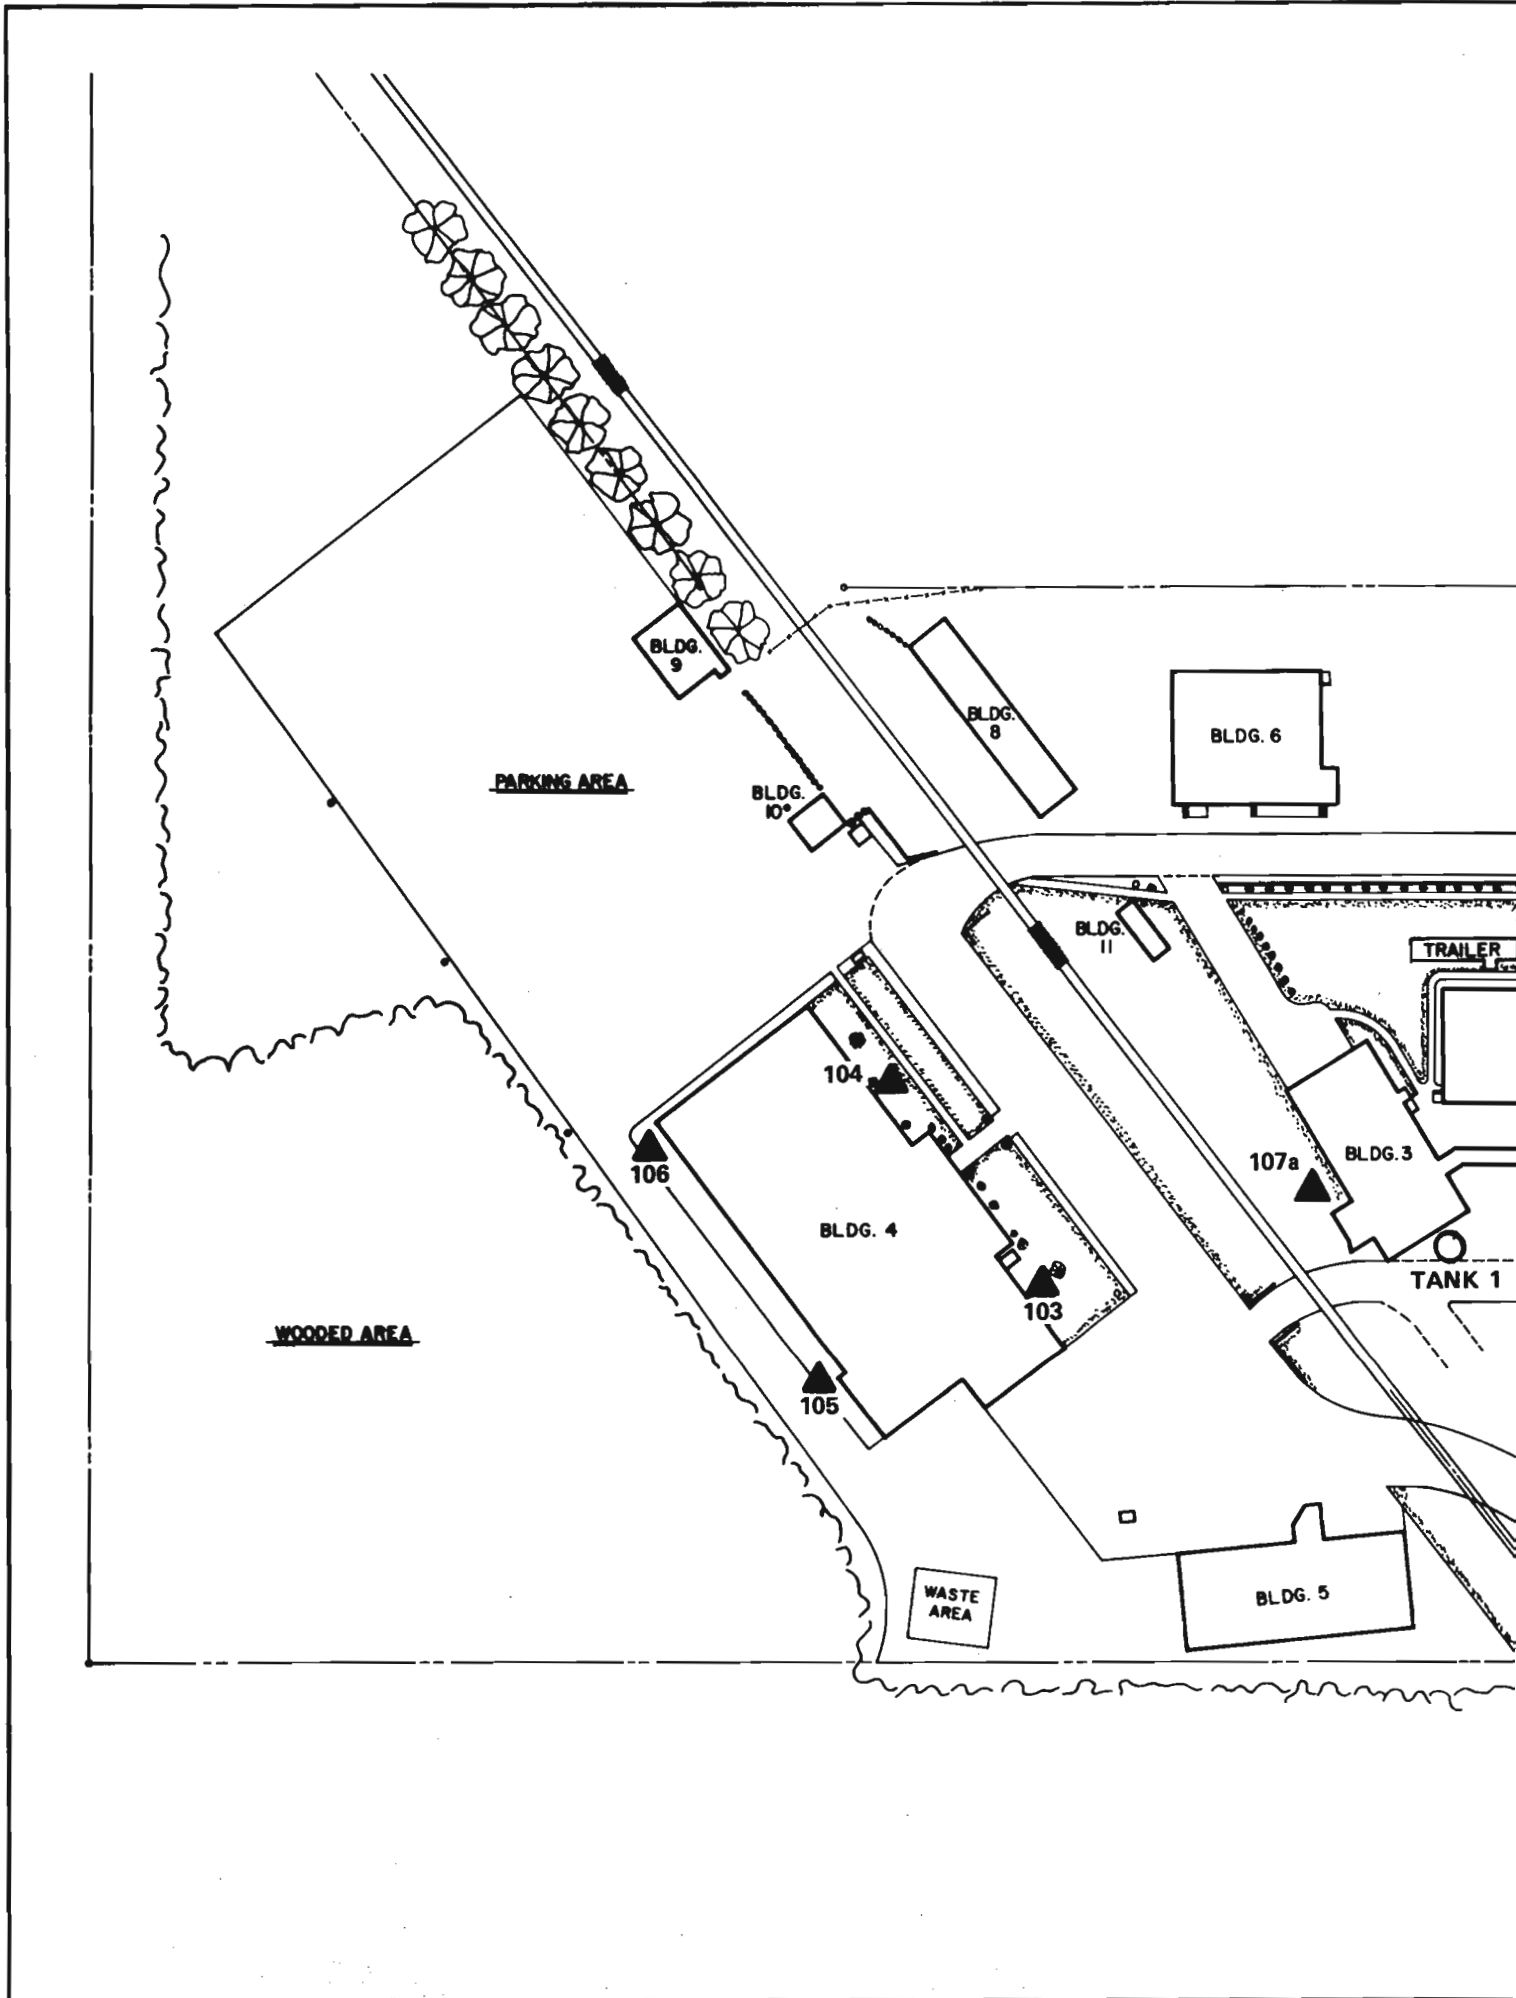 BLDG.
9
BLDG.
8
BLDG. 6
PARKING AREA
BLDG.
10
BLDG.
11
TRAILER
104
106
107a
BLDG. 3
BLDG. 4
TANK 1
103
WOODED AREA
105
WASTE
AREA
BLDG. 5